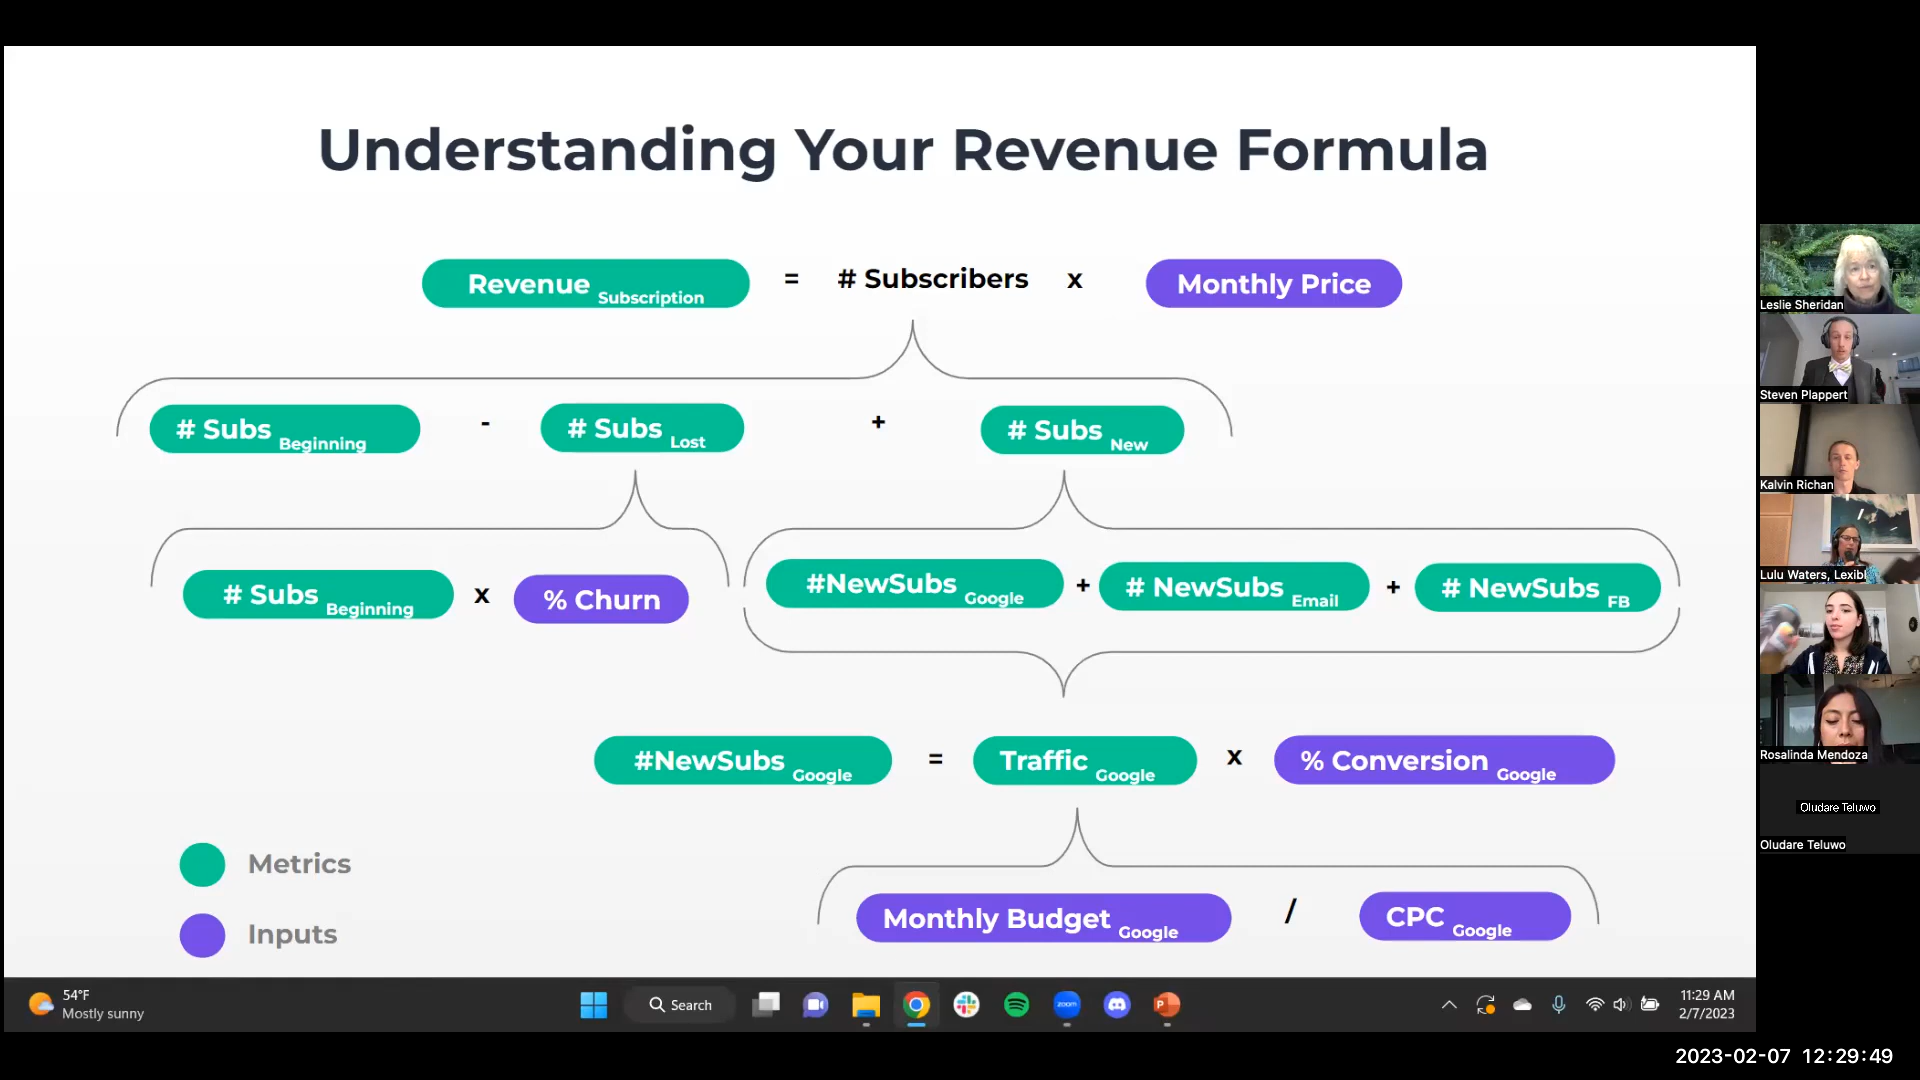 Understanding Your Revenue Formula
Revenue Subscription = # Subscribers x Monthly Price
# Subs Beginning - # Subs Lost + # Subs New
# Subs Beginning x % Churn
#NewSubs Google + # NewSubs Email + # NewSubs FB
#NewSubs Google = Traffic Google x % Conversion Google
Monthly Budget Google / CPC Google
Metrics
Inputs
Leslie Sheridan
Steven Plappert
Kalvin Richan
Lulu Waters, Lexibl
Rosalinda Mendoza
Oludare Teluwo
Oludare Teluwo
54°F
Mostly sunny
Search
zoom
P
11:29 AM
2/7/2023
2023-02-07 12:29:49